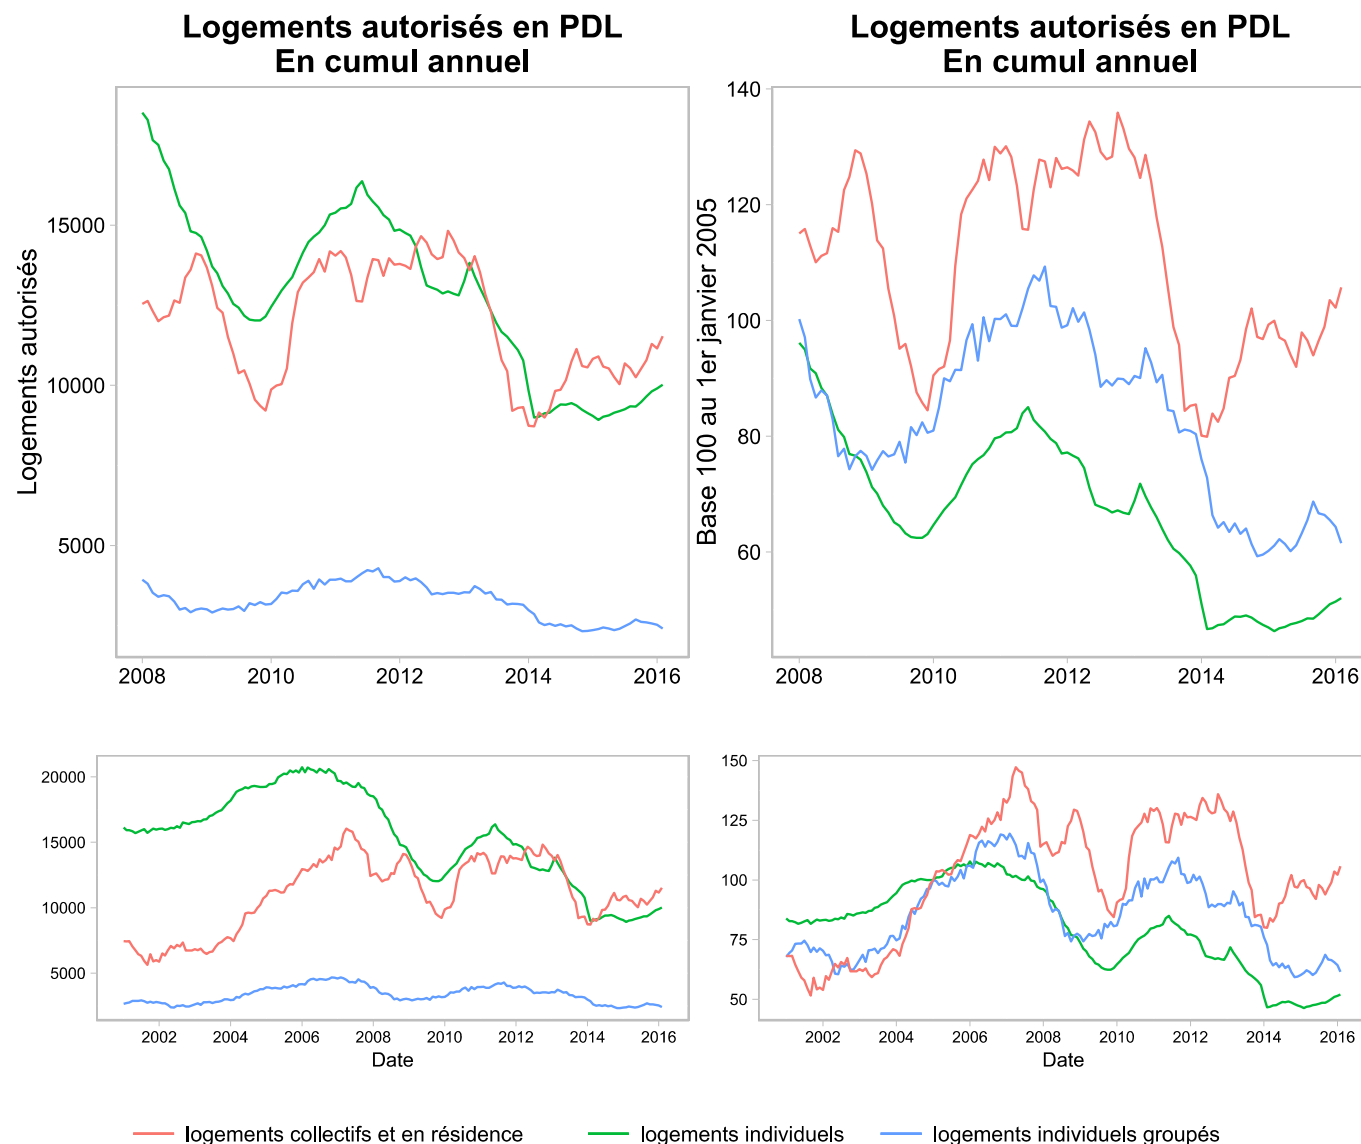 Logements autorisés en PDL
En cumul annuel
Logements autorisés
15000
10000
5000
2008 2010 2012 2014 2016
Logements autorisés en PDL
En cumul annuel
Base 100 au 1er janvier 2005
140
120
100
80
60
2008 2010 2012 2014 2016
20000
15000
10000
5000
2002 2004 2006 2008 2010 2012 2014 2016
Date
150
125
100
75
50
2002 2004 2006 2008 2010 2012 2014 2016
Date
logements collectifs et en résidence logements individuels logements individuels groupés